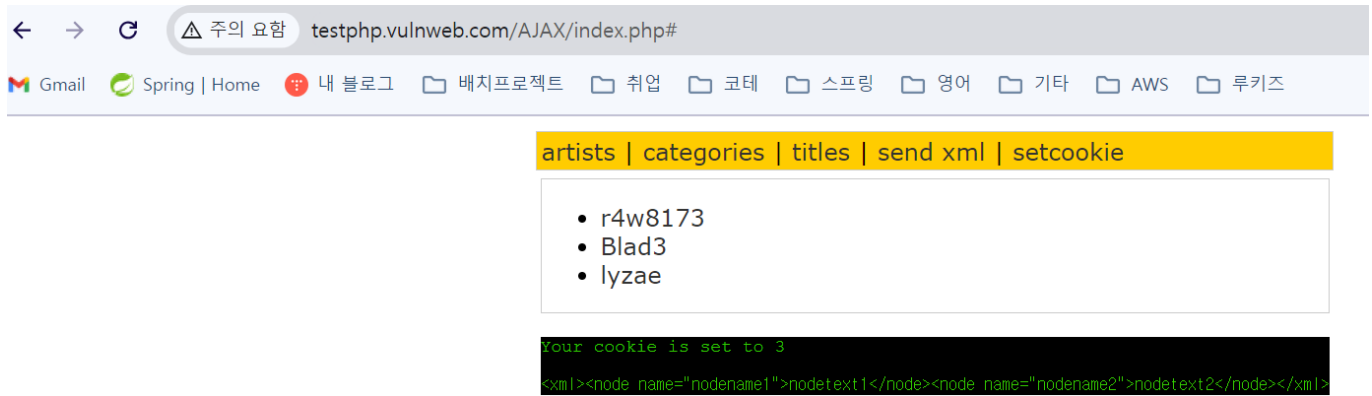 주의 요함 testphp.vulnweb.com/AJAX/index.php#
Gmail Spring | Home 내 블로그 배치프로젝트 취업 코테 스프링 영어 기타 AWS 루키즈
artists | categories | titles | send xml | setcookie
r4w8173
Blad3
lyzae
Your cookie is set to 3
<xml><node name="nodename1">nodetext1</node><node name="nodename2">nodetext2</node></xml>